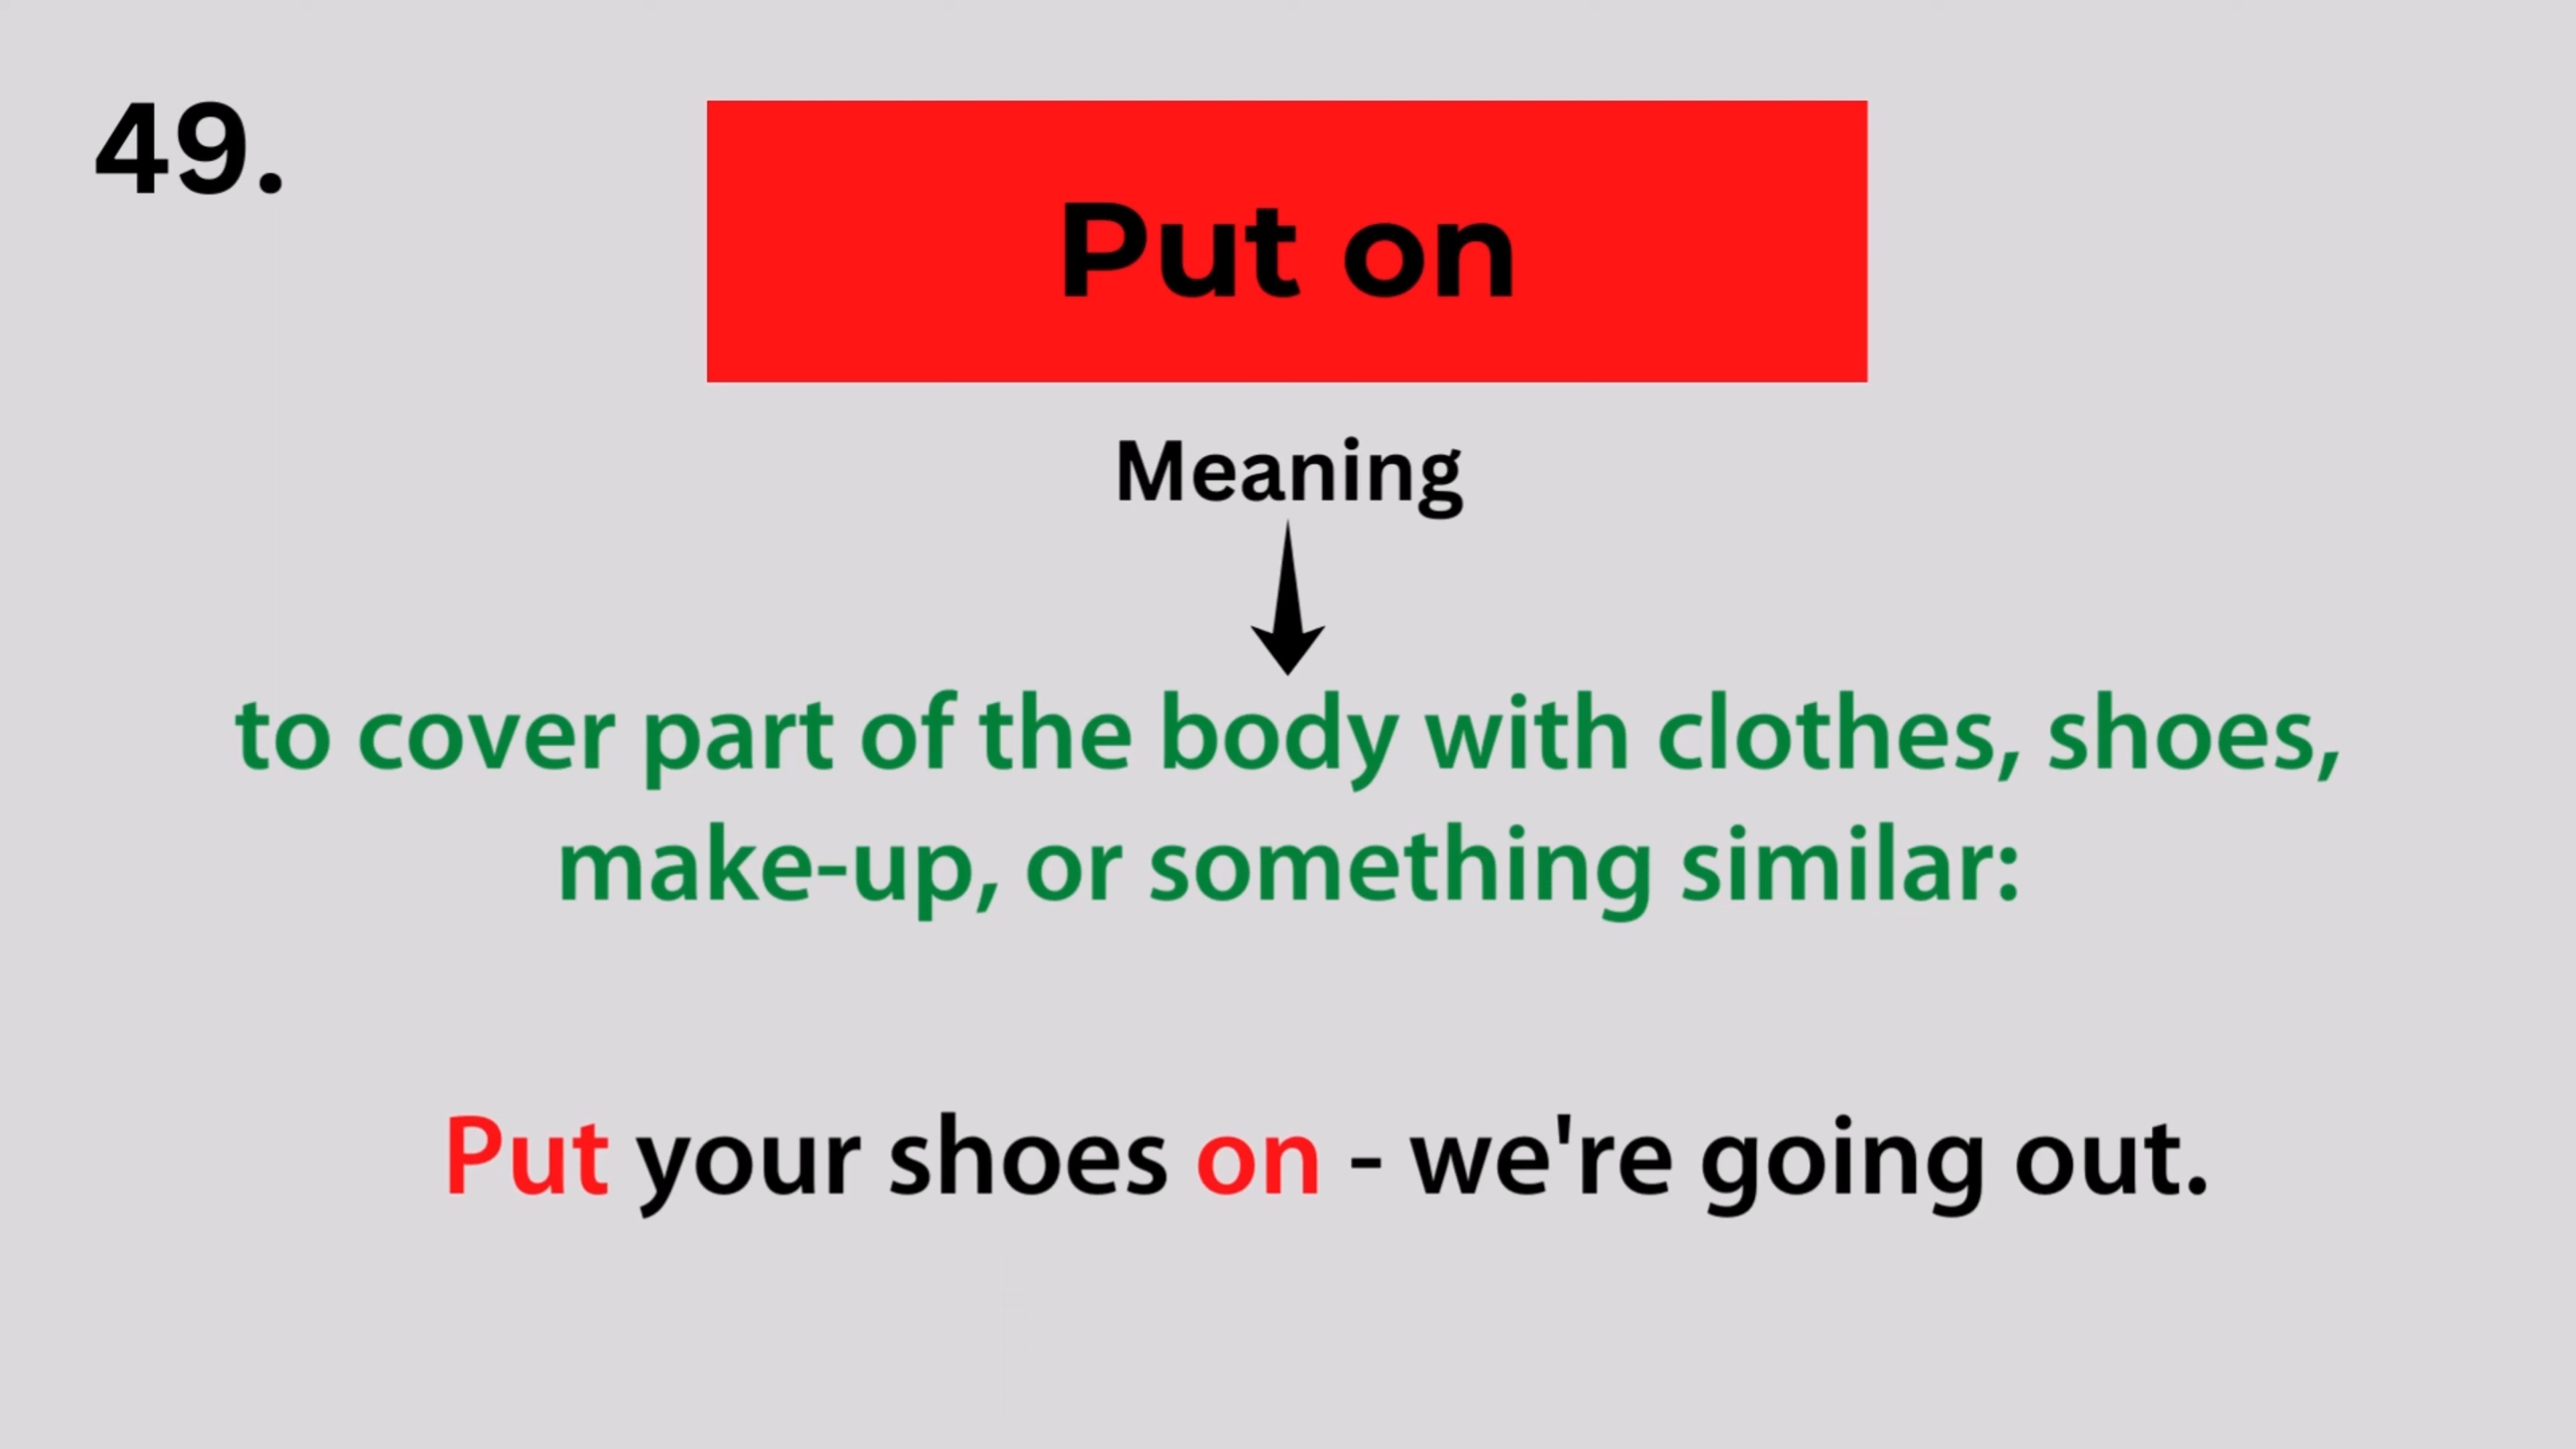 49.
Put on
Meaning
to cover part of the body with clothes, shoes,
make-up, or something similar:
Put your shoes on - we're going out.